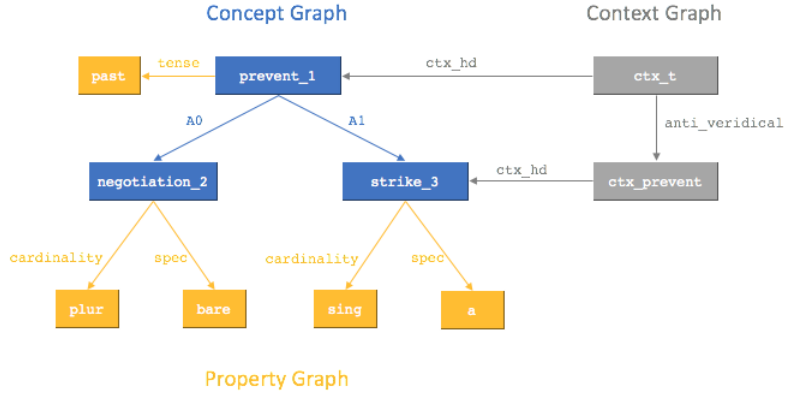 Concept Graph
Context Graph
past
tense
prevent_1
ctx_hd
ctx_t
A0
A1
anti_veridical
negotiation_2
strike_3
ctx_hd
ctx_prevent
cardinality
spec
cardinality
spec
plur
bare
sing
a
Property Graph